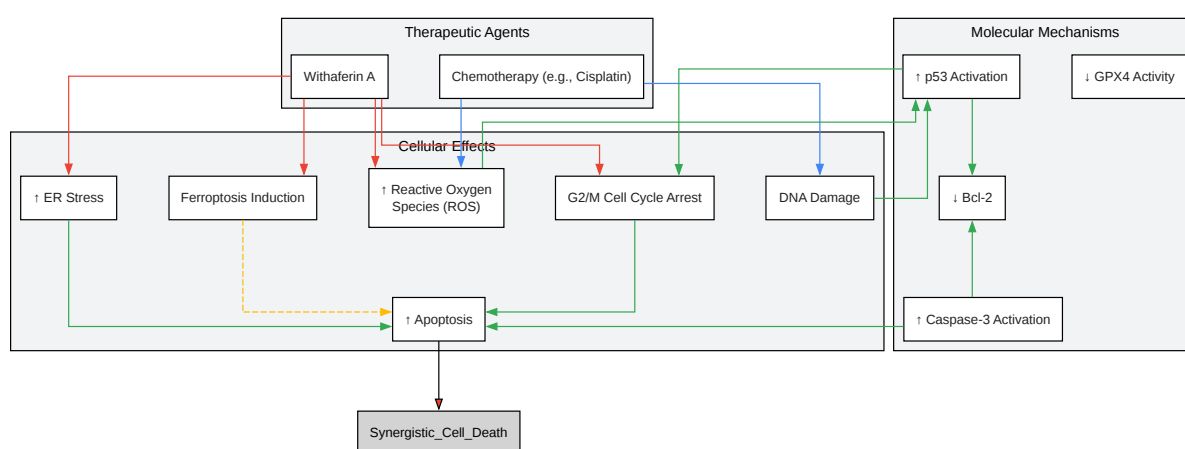 Therapeutic Agents
Molecular Mechanisms
Withaferin A
Chemotherapy (e.g., Cisplatin)
↑ p53 Activation
↓ GPX4 Activity
Cellular Effects
↑ ER Stress
Ferroptosis Induction
↑ Reactive Oxygen
Species (ROS)
G2/M Cell Cycle Arrest
DNA Damage
↓ Bcl-2
↑ Apoptosis
↑ Caspase-3 Activation
Synergistic_Cell_Death